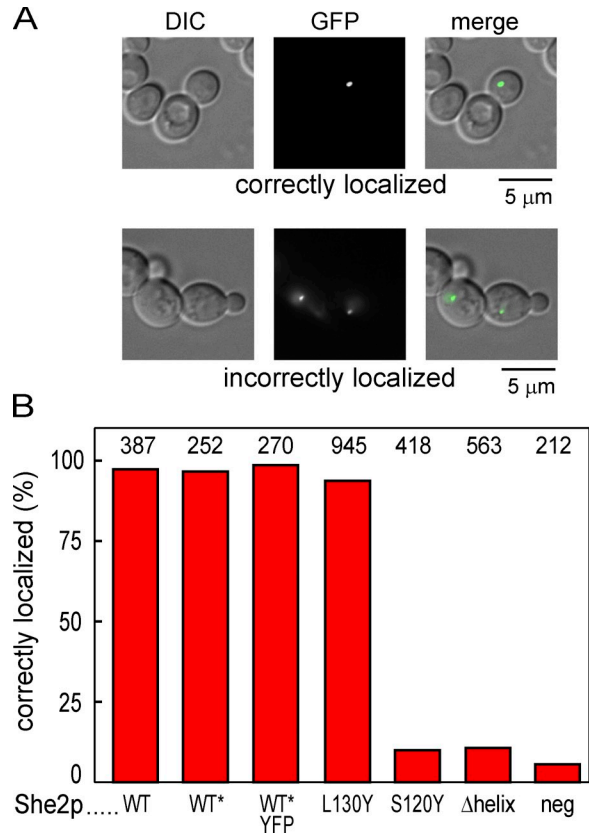 A
DIC GFP merge
correctly localized
5 μm
incorrectly localized
5 μm
B
correctly localized (%)
100
75
50
25
0
387 252 270 945 418 563 212
She2p..... WT WT* WT* YFP L130Y S120Y Δhelix neg